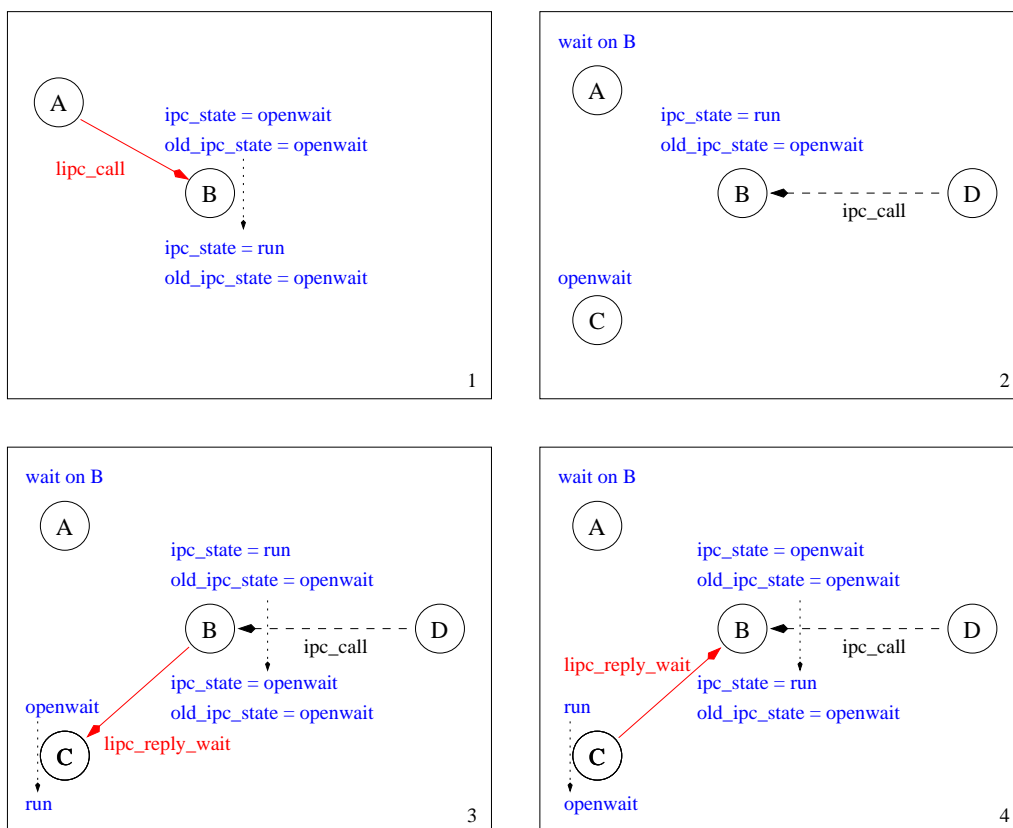 A
ipc_state = openwait
old_ipc_state = openwait
lipc_call
B
ipc_state = run
old_ipc_state = openwait
1
wait on B
A
ipc_state = run
old_ipc_state = openwait
B
D
ipc_call
openwait
C
2
wait on B
A
ipc_state = run
old_ipc_state = openwait
B
D
ipc_call
ipc_state = openwait
old_ipc_state = openwait
openwait
lipc_reply_wait
C
run
3
wait on B
A
ipc_state = openwait
old_ipc_state = openwait
B
D
ipc_call
lipc_reply_wait
ipc_state = run
old_ipc_state = openwait
run
C
openwait
4